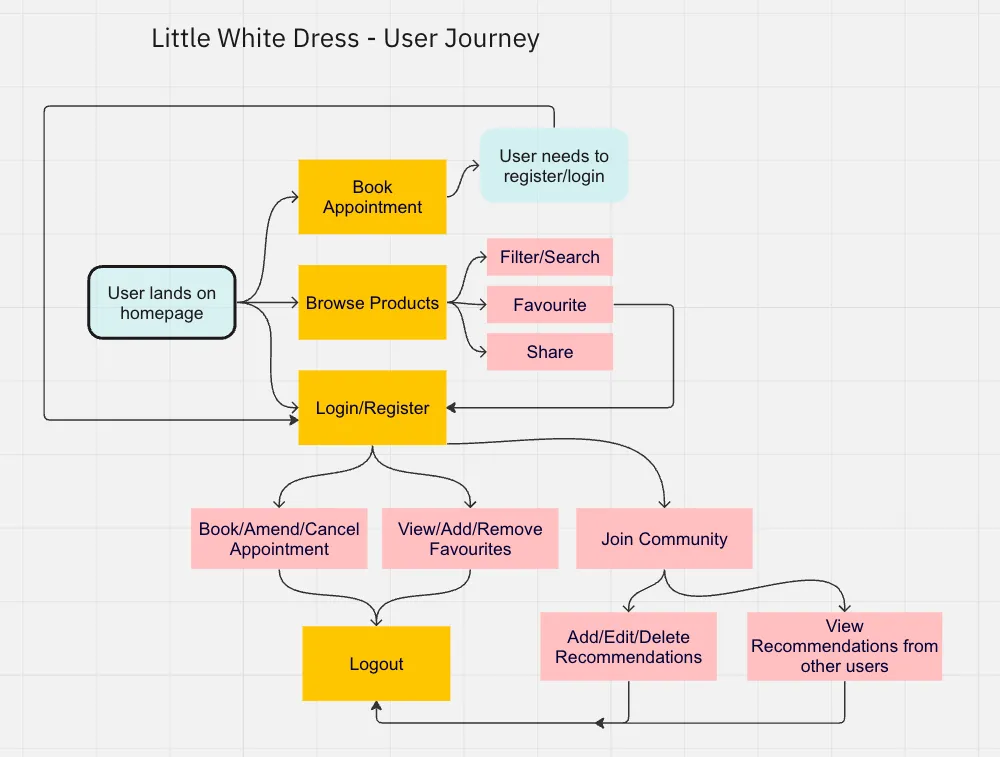 Little White Dress - User Journey
User needs to
register/login
Book
Appointment
Filter/Search
User lands on
homepage
Browse Products
Favourite
Share
Login/Register
Book/Amend/Cancel
Appointment
View/Add/Remove
Favourites
Join Community
Add/Edit/Delete
Recommendations
View
Recommendations from
other users
Logout